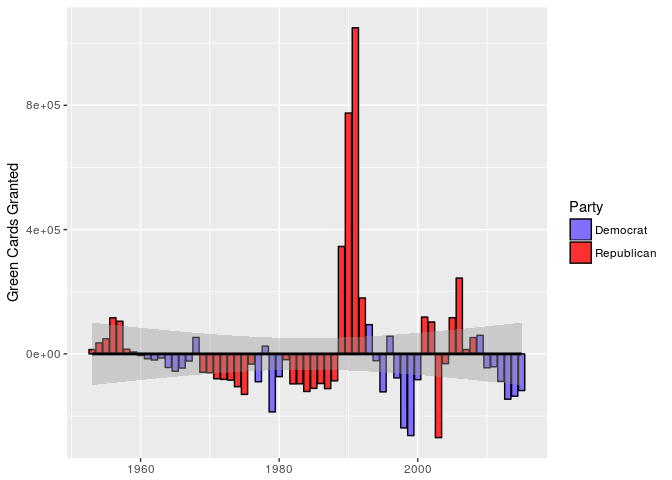 8e+05
4e+05
0e+00
Green Cards Granted
1960
1980
2000
Party
Democrat
Republican